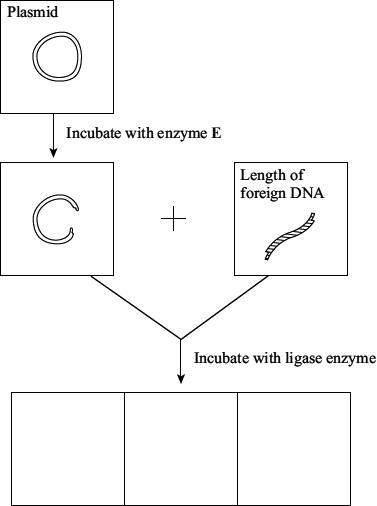 Plasmid
Incubate with enzyme E
Length of
foreign DNA
Incubate with ligase enzyme